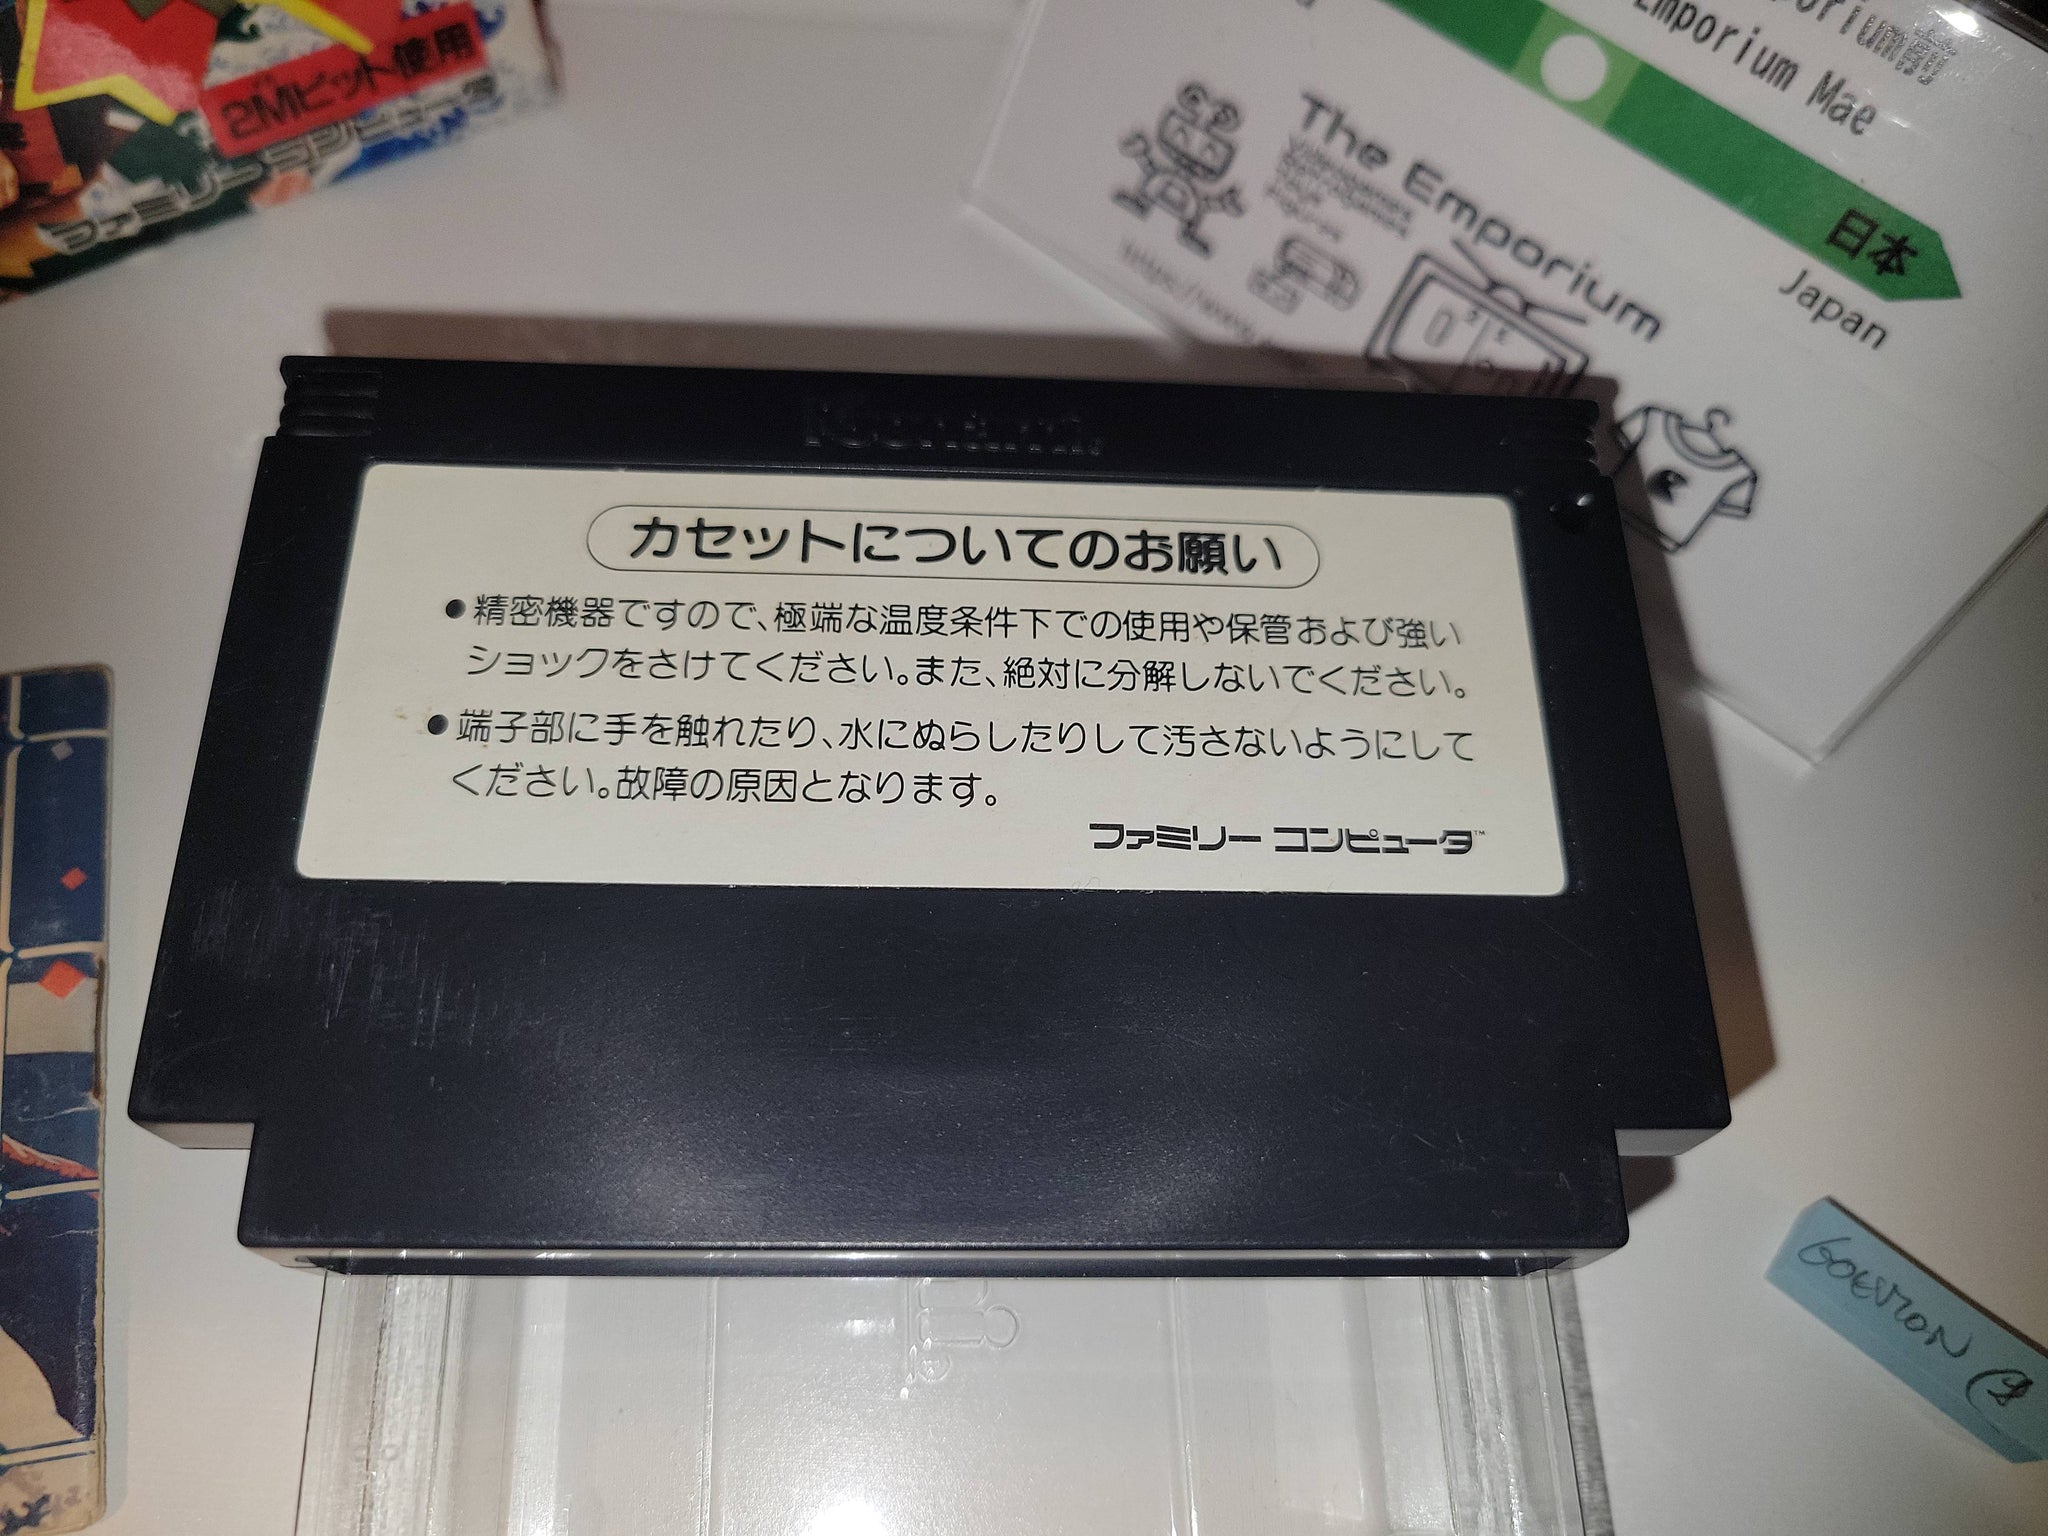 2Mビット使用
ファミリーコンピュータ
Emporium前
Emporium Mae
The Emporium
日本
Japan
Konami
カセットについてのお願い
●精密機器ですので、極端な温度条件下での使用や保管および強い
ショックをさけてください。また、絶対に分解しないでください。
●端子部に手を触れたり、水にぬらしたりして汚さないようにして
ください。故障の原因となります。
ファミリー コンピュータ™